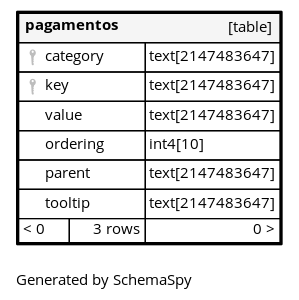 pagamentos [table]
category text[2147483647]
key text[2147483647]
value text[2147483647]
ordering int4[10]
parent text[2147483647]
tooltip text[2147483647]
< 0 3 rows 0 >
Generated by SchemaSpy